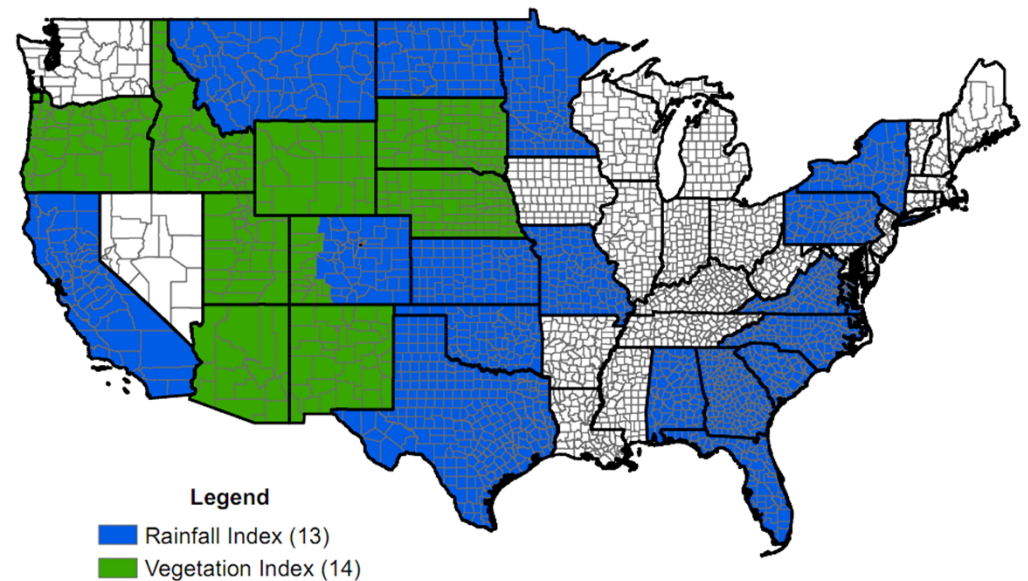 Legend
Rainfall Index (13)
Vegetation Index (14)